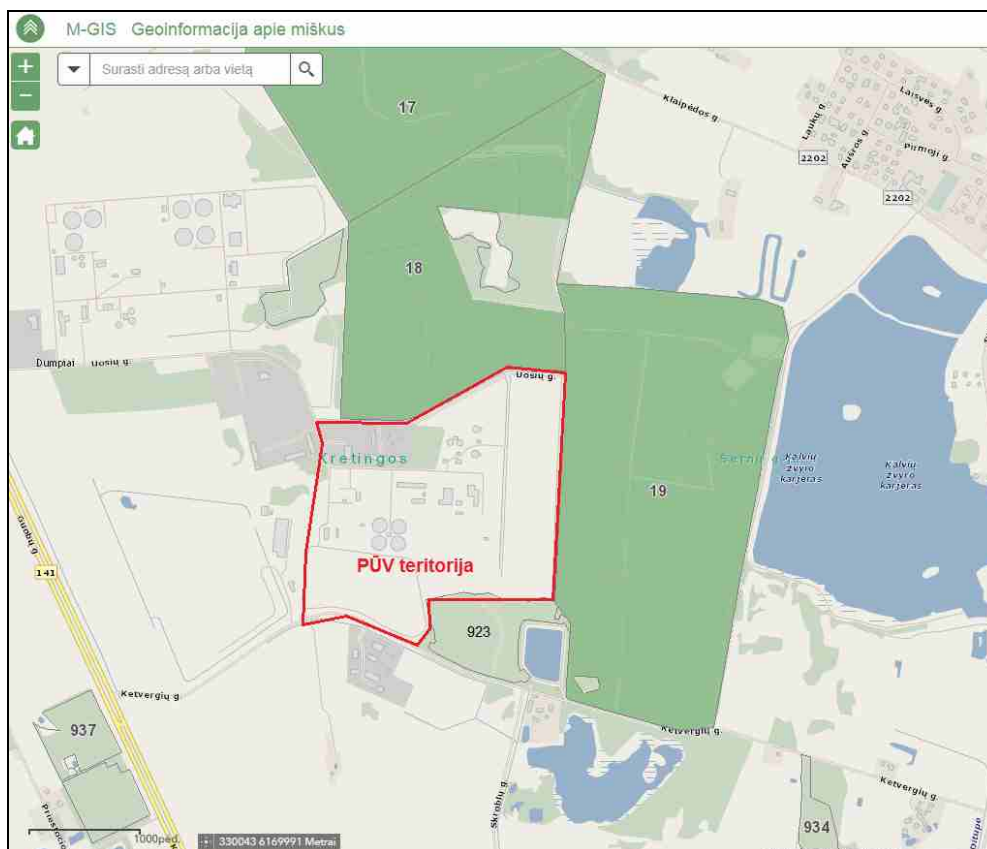 M-GIS Geoinformacija apie miškus
Surasti adresą arba vietą
17
Klaipėdos g.
Laisvės g.
Laukų g.
Aušros g.
Pirmoji g.
2202
2202
18
Dumpiai
Uosių g.
Uosių g.
Kretingos
Kalvių
žvyro
karjeras
Kalvių
žvyro
karjeras
19
141
PŪV teritorija
923
Ketvergių g.
937
Ketvergių g.
Ketvergių g.
Skroblų g.
934
1000pėd.
330043 6169991 Metrai